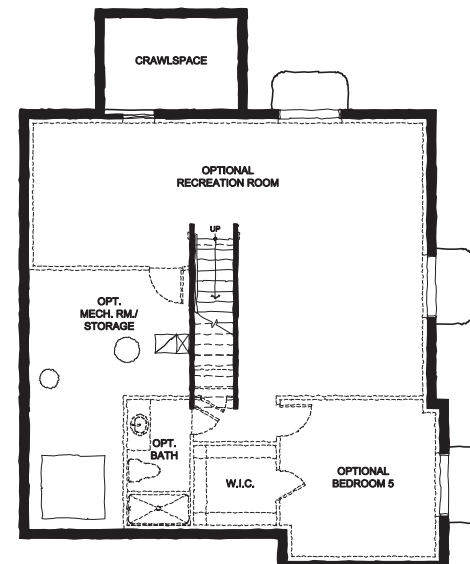 CRAWLSPACE
OPTIONAL
RECREATION ROOM
UP
OPT.
MECH. RM./
STORAGE
OPT.
BATH
W.I.C.
OPTIONAL
BEDROOM 5